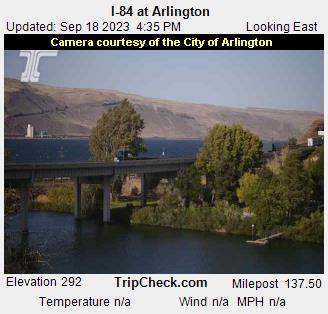 I-84 at Arlington
Updated: Sep 18 2023 4:35 PM Looking East
Camera courtesy of the City of Arlington
Elevation 292 TripCheck.com Milepost 137.50
Temperature n/a Wind n/a MPH n/a